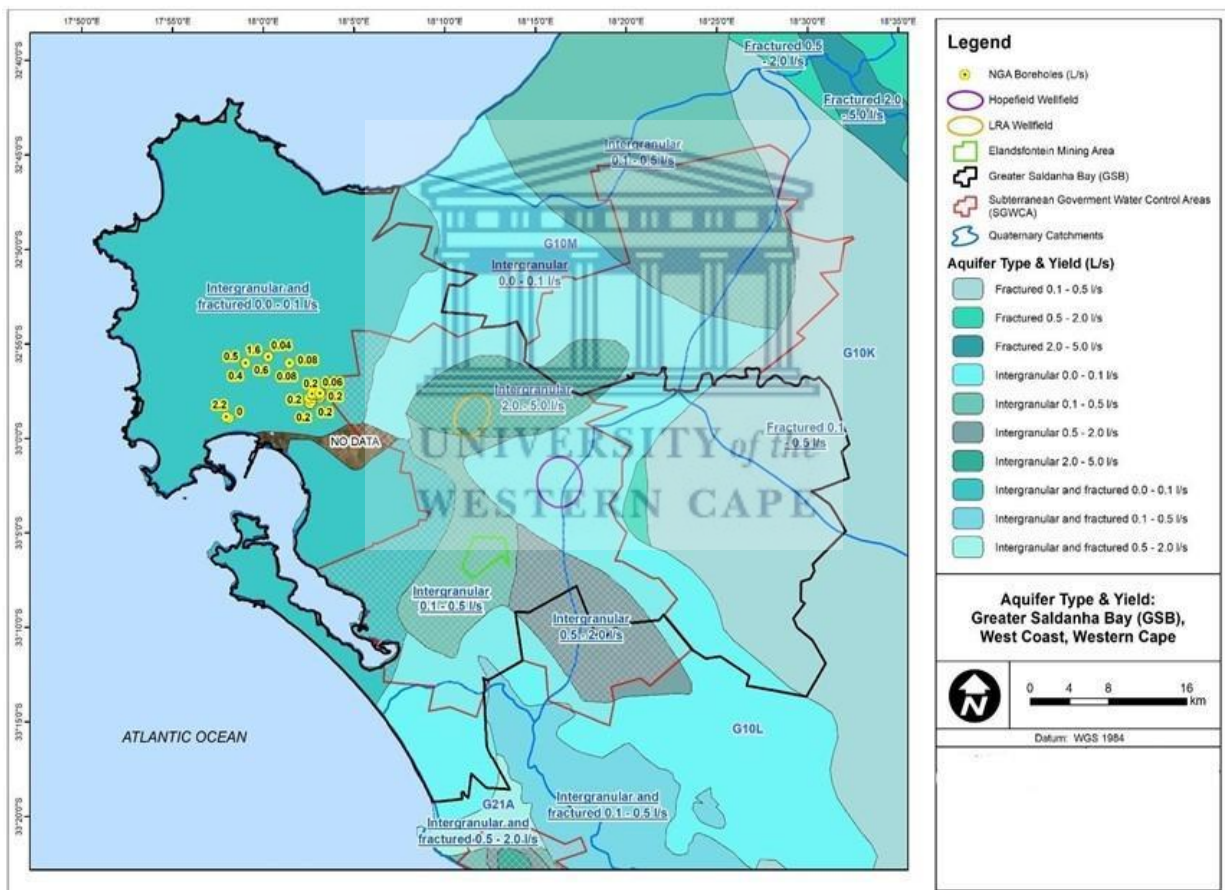 17°50'0"E 17°55'0"E 18°0'0"E 18°5'0"E 18°10'0"E 18°15'0"E 18°20'0"E 18°25'0"E 18°30'0"E 18°35'0"E
32°40'0"S
32°45'0"S
32°50'0"S
32°55'0"S
33°0'0"S
33°5'0"S
33°10'0"S
33°15'0"S
33°20'0"S
Fractured 0.5
- 2.0 l/s
Fractured 2.0
- 5.0 l/s
Intergranular
0.1 - 0.5 l/s
G10M
Intergranular
0.0 - 0.1 l/s
Intergranular and
fractured 0.0 - 0.1 l/s
0.5
1.6
0.04
0.08
0.4
0.6
0.08
0.2
0.06
0.2
0.2
0.2
0.2
2.2
0
G10K
Intergranular
2.0 - 5.0 l/s
Fractured 0.1
- 0.5 l/s
NO DATA
UNIVERSITY of the
WESTERN CAPE
Intergranular
0.1 - 0.5 l/s
Intergranular
0.5 - 2.0 l/s
ATLANTIC OCEAN
G10L
G21A
Intergranular and
fractured 0.1 - 0.5 l/s
Intergranular and
fractured 0.5 - 2.0 l/s
Legend
NGA Boreholes (L/s)
Hopefield Wellfield
LRA Wellfield
Elandsfontein Mining Area
Greater Saldanha Bay (GSB)
Subterranean Goverment Water Control Areas
(SGWCA)
Quaternary Catchments
Aquifer Type & Yield (L/s)
Fractured 0.1 - 0.5 l/s
Fractured 0.5 - 2.0 l/s
Fractured 2.0 - 5.0 l/s
Intergranular 0.0 - 0.1 l/s
Intergranular 0.1 - 0.5 l/s
Intergranular 0.5 - 2.0 l/s
Intergranular 2.0 - 5.0 l/s
Intergranular and fractured 0.0 - 0.1 l/s
Intergranular and fractured 0.1 - 0.5 l/s
Intergranular and fractured 0.5 - 2.0 l/s
Aquifer Type & Yield:
Greater Saldanha Bay (GSB),
West Coast, Western Cape
N
0 4 8 16
km
Datum: WGS 1984